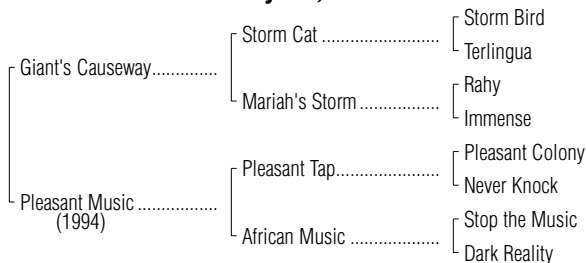 Storm Bird
Storm Cat ........................
Terlingua
Giant's Causeway..............
Rahy
Mariah's Storm .................
Immense
Pleasant Colony
Pleasant Tap......................
Never Knock
Pleasant Music .................
(1994)
Stop the Music
African Music ...................
Dark Reality